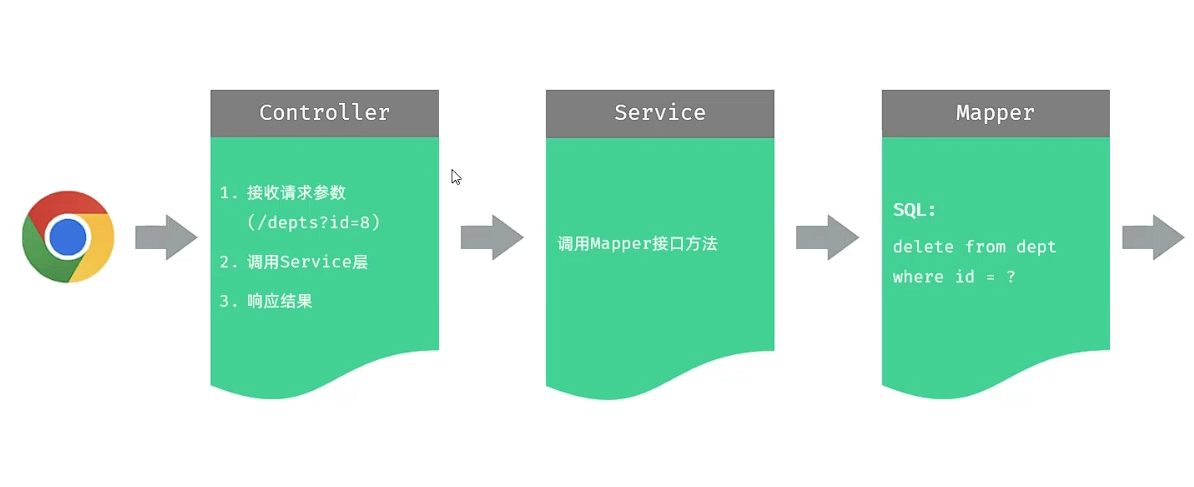 Controller
1. 接收请求参数
(/depts?id=8)
2. 调用Service层
3. 响应结果
Service
调用Mapper接口方法
Mapper
SQL:
delete from dept
where id = ?